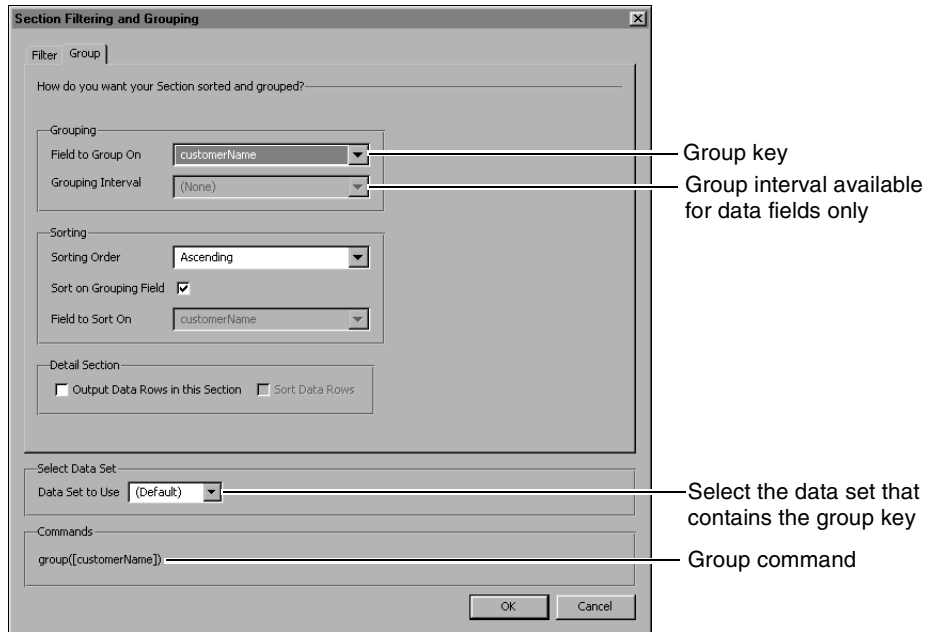 Section Filtering and Grouping
Filter
Group
How do you want your Section sorted and grouped?
Grouping
Field to Group On
customerName
Group key
Grouping Interval
(None)
Group interval available
for data fields only
Sorting
Sorting Order
Ascending
Sort on Grouping Field
Field to Sort On
customerName
Detail Section
Output Data Rows in this Section
Sort Data Rows
Select Data Set
Data Set to Use
(Default)
Select the data set that
contains the group key
Commands
group([customerName])
Group command
OK
Cancel